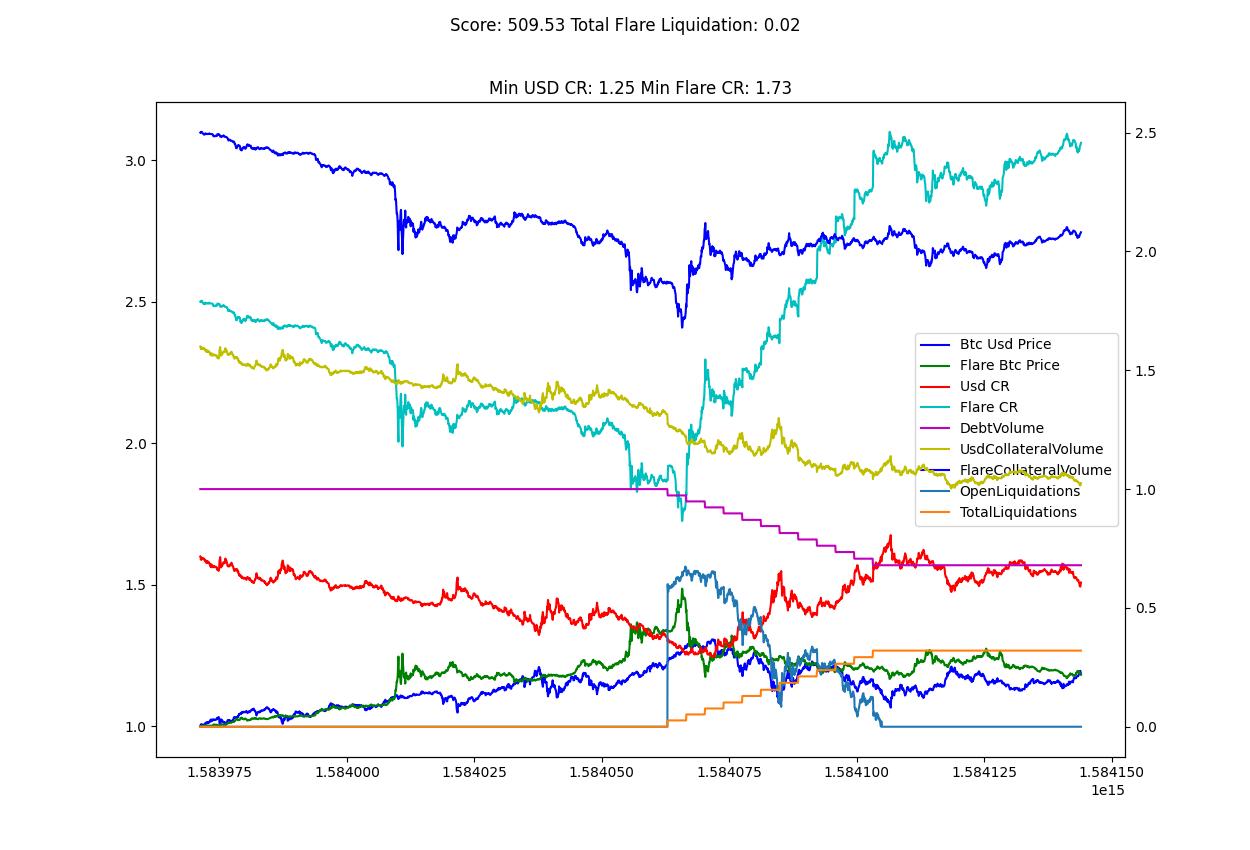 Score: 509.53 Total Flare Liquidation: 0.02
Min USD CR: 1.25 Min Flare CR: 1.73
3.0
2.5
2.0
1.5
1.0
2.5
2.0
1.5
1.0
0.5
0.0
Btc Usd Price
Flare Btc Price
Usd CR
Flare CR
DebtVolume
UsdCollateralVolume
FlareCollateralVolume
OpenLiquidations
TotalLiquidations
1.583975 1.584000 1.584025 1.584050 1.584075 1.584100 1.584125 1.584150
1e15